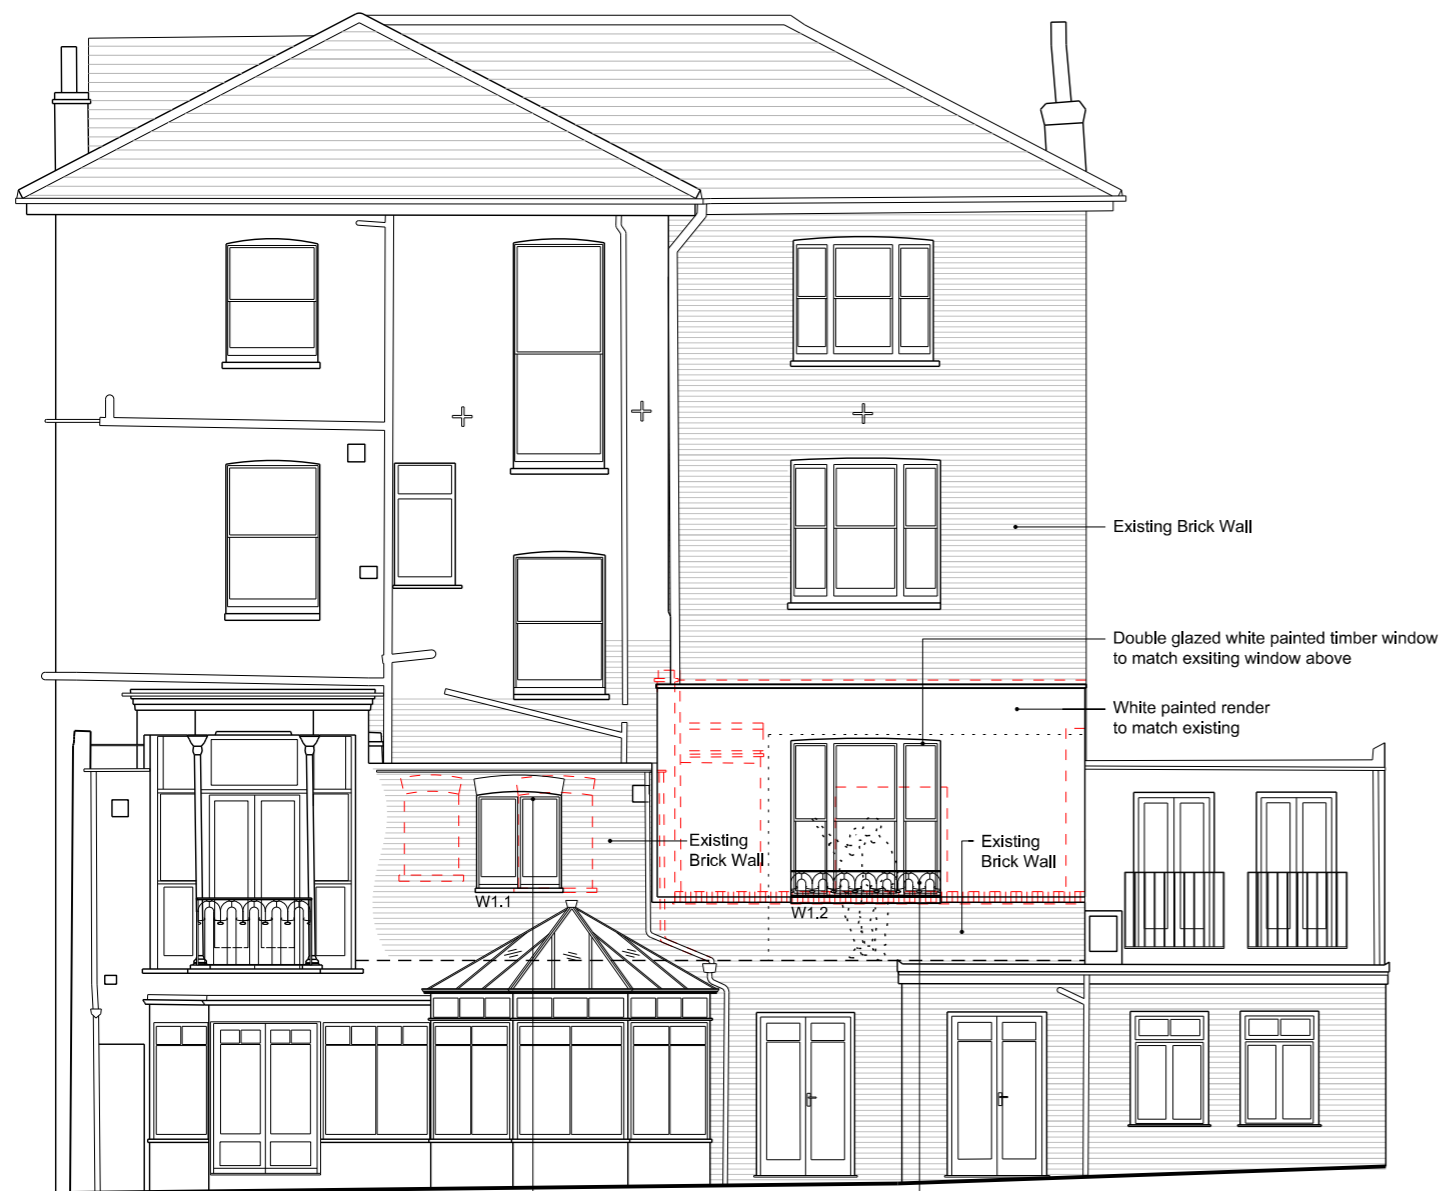 Existing Brick Wall
Double glazed white painted timber window
to match exsiting window above
White painted render
to match existing
Existing
Brick Wall
Existing
Brick Wall
W1.1
W1.2